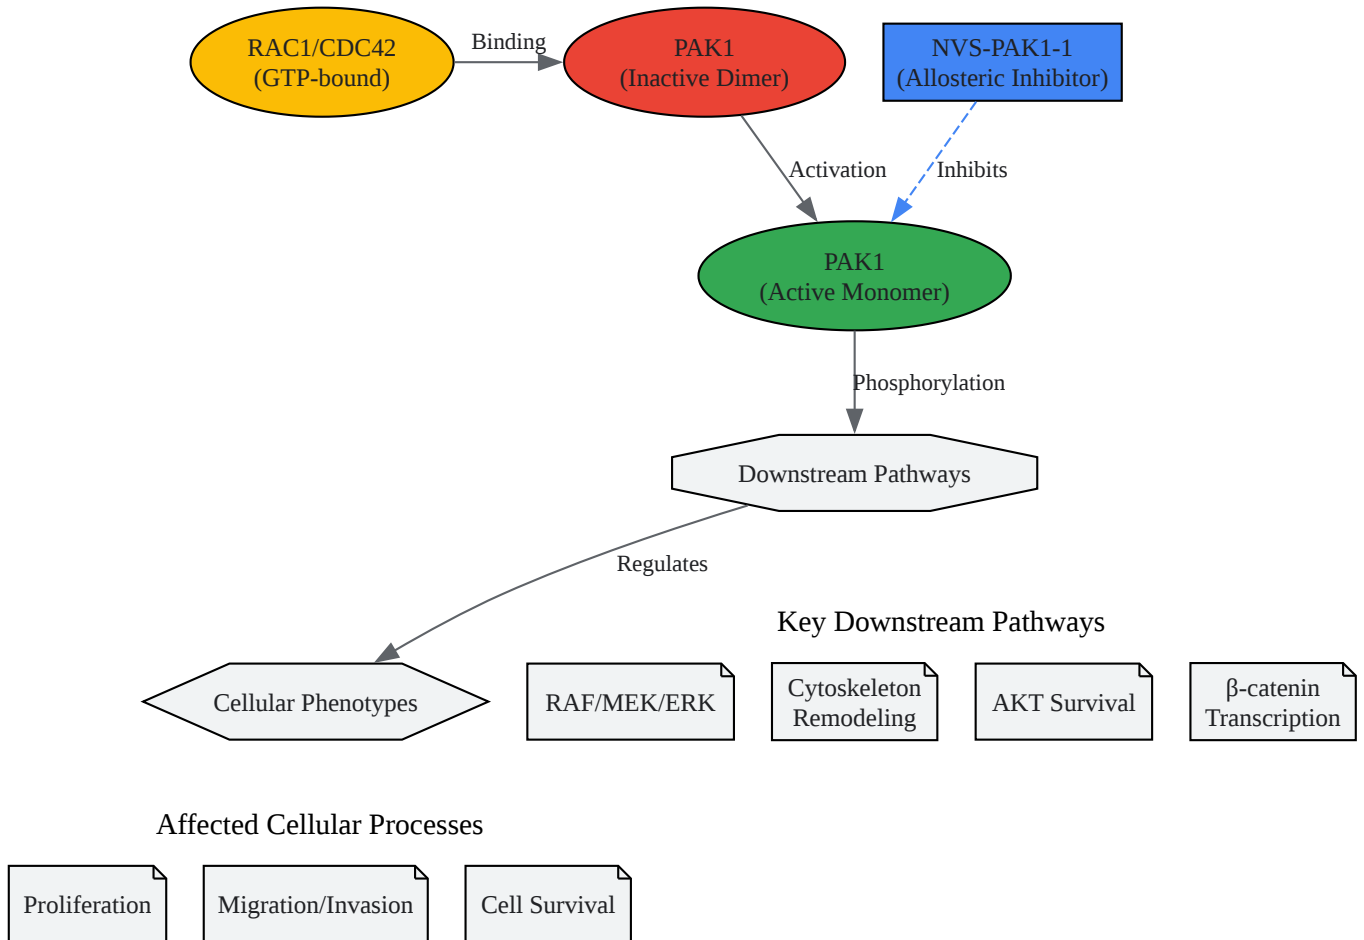 RAC1/CDC42
(GTP-bound)
Binding
PAK1
(Inactive Dimer)
NVS-PAK1-1
(Allosteric Inhibitor)
Activation
Inhibits
PAK1
(Active Monomer)
Phosphorylation
Downstream Pathways
Regulates
Key Downstream Pathways
Cellular Phenotypes
RAF/MEK/ERK
Cytoskeleton
Remodeling
AKT Survival
β-catenin
Transcription
Affected Cellular Processes
Proliferation
Migration/Invasion
Cell Survival